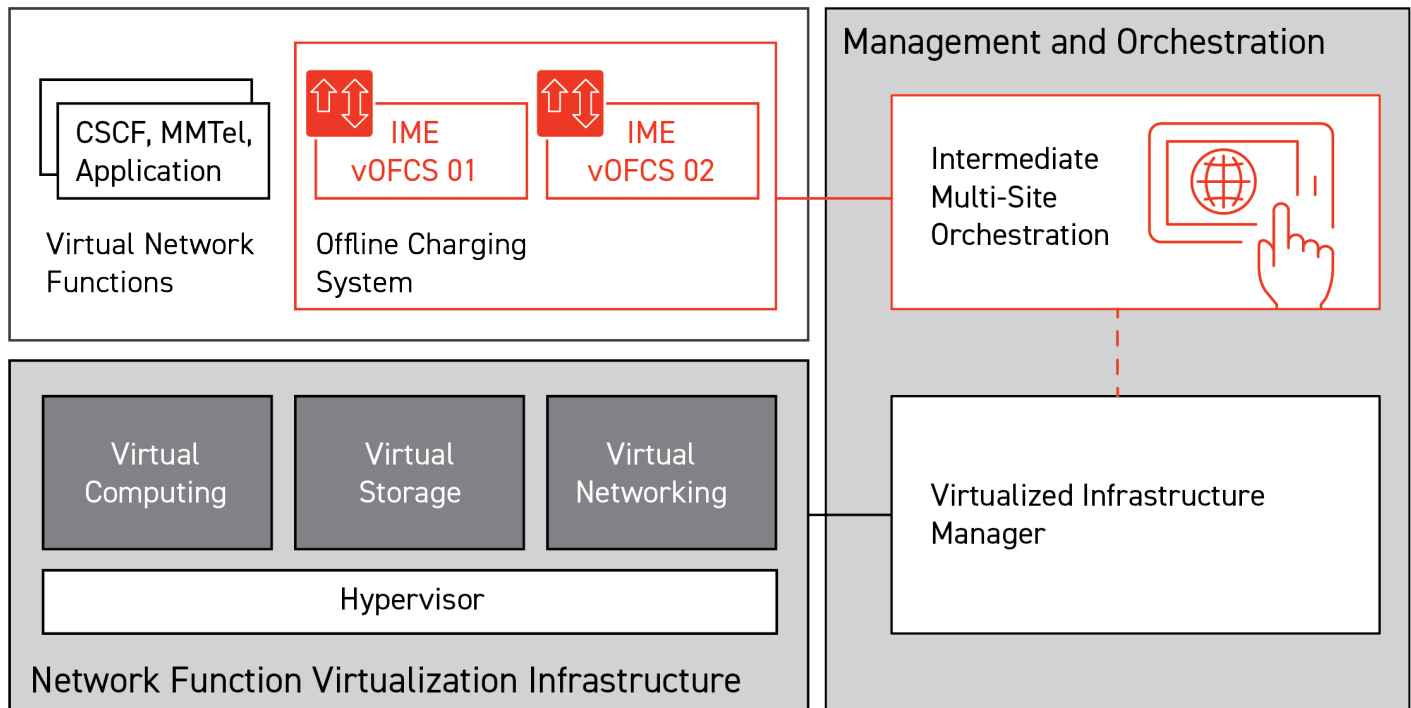 CSCF, MMTel,
Application
Virtual Network
Functions
IME
vOFCS 01
IME
vOFCS 02
Offline Charging
System
Management and Orchestration
Intermediate
Multi-Site
Orchestration
Virtual
Computing
Virtual
Storage
Virtual
Networking
Hypervisor
Network Function Virtualization Infrastructure
Virtualized Infrastructure
Manager